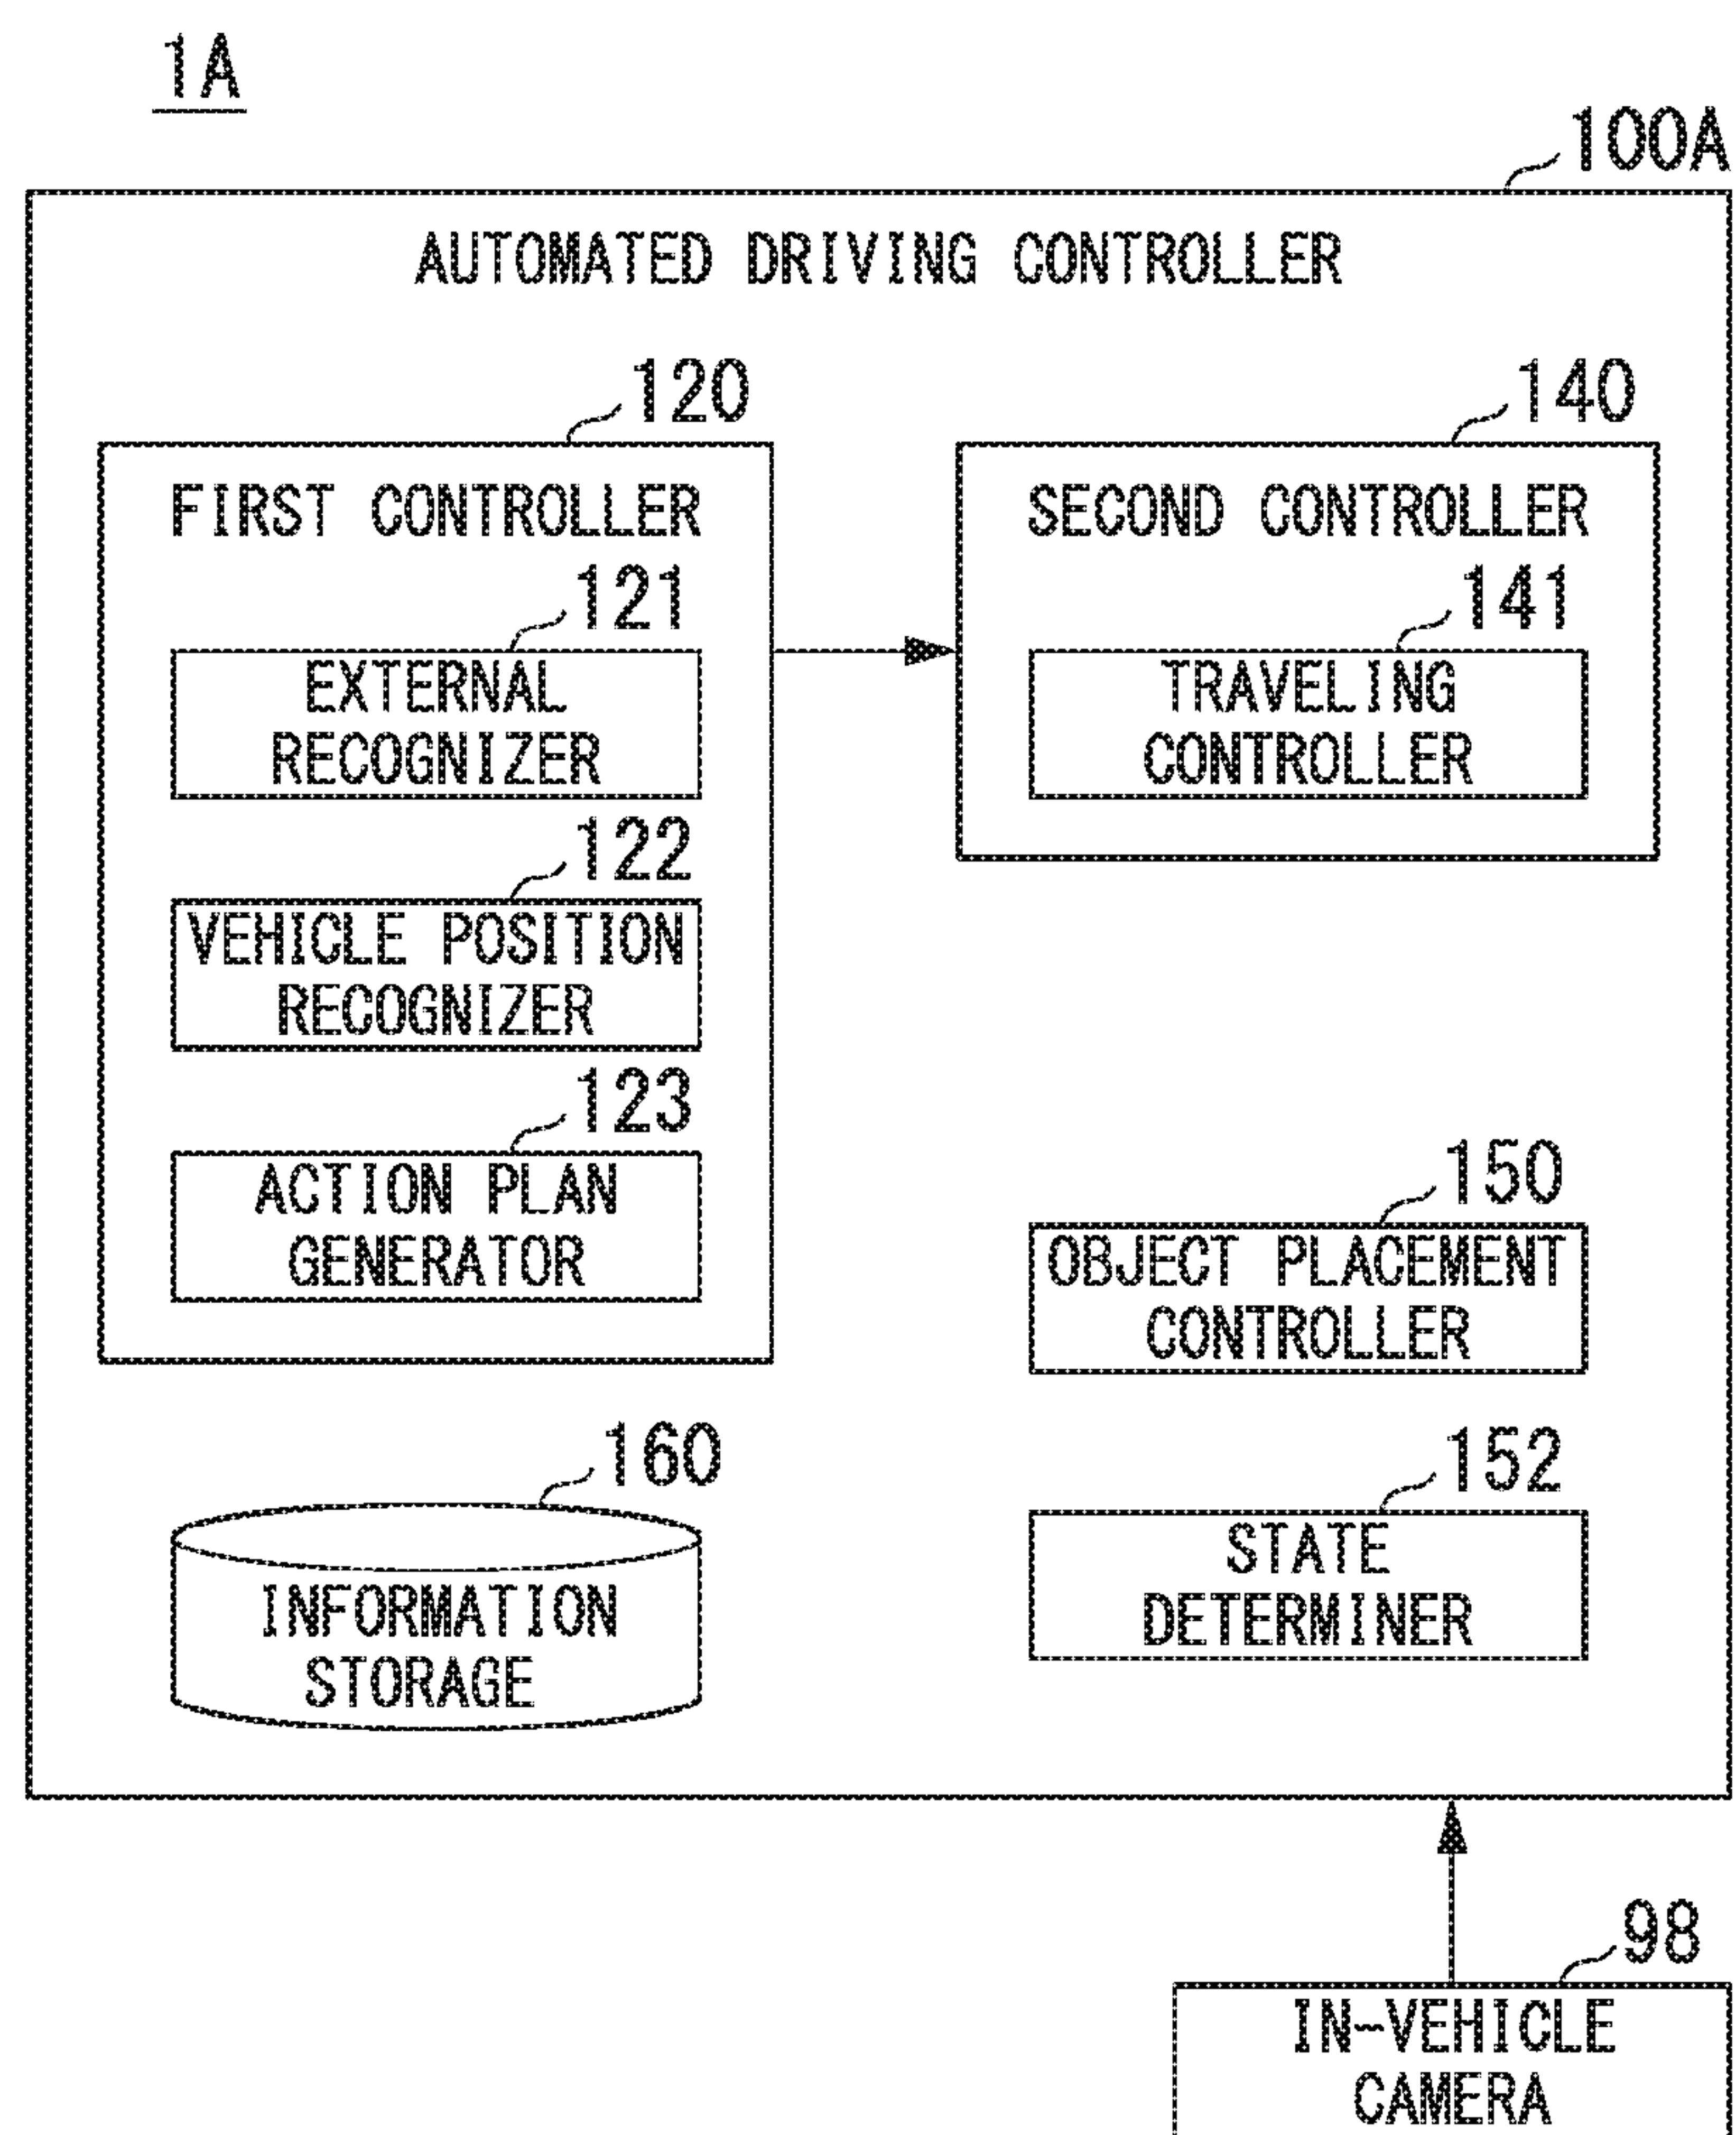 1A
100A
AUTOMATED DRIVING CONTROLLER
120
FIRST CONTROLLER
121
EXTERNAL
RECOGNIZER
122
VEHICLE POSITION
RECOGNIZER
123
ACTION PLAN
GENERATOR
140
SECOND CONTROLLER
141
TRAVELING
CONTROLLER
150
OBJECT PLACEMENT
CONTROLLER
160
INFORMATION
STORAGE
152
STATE
DETERMINER
98
IN-VEHICLE
CAMERA